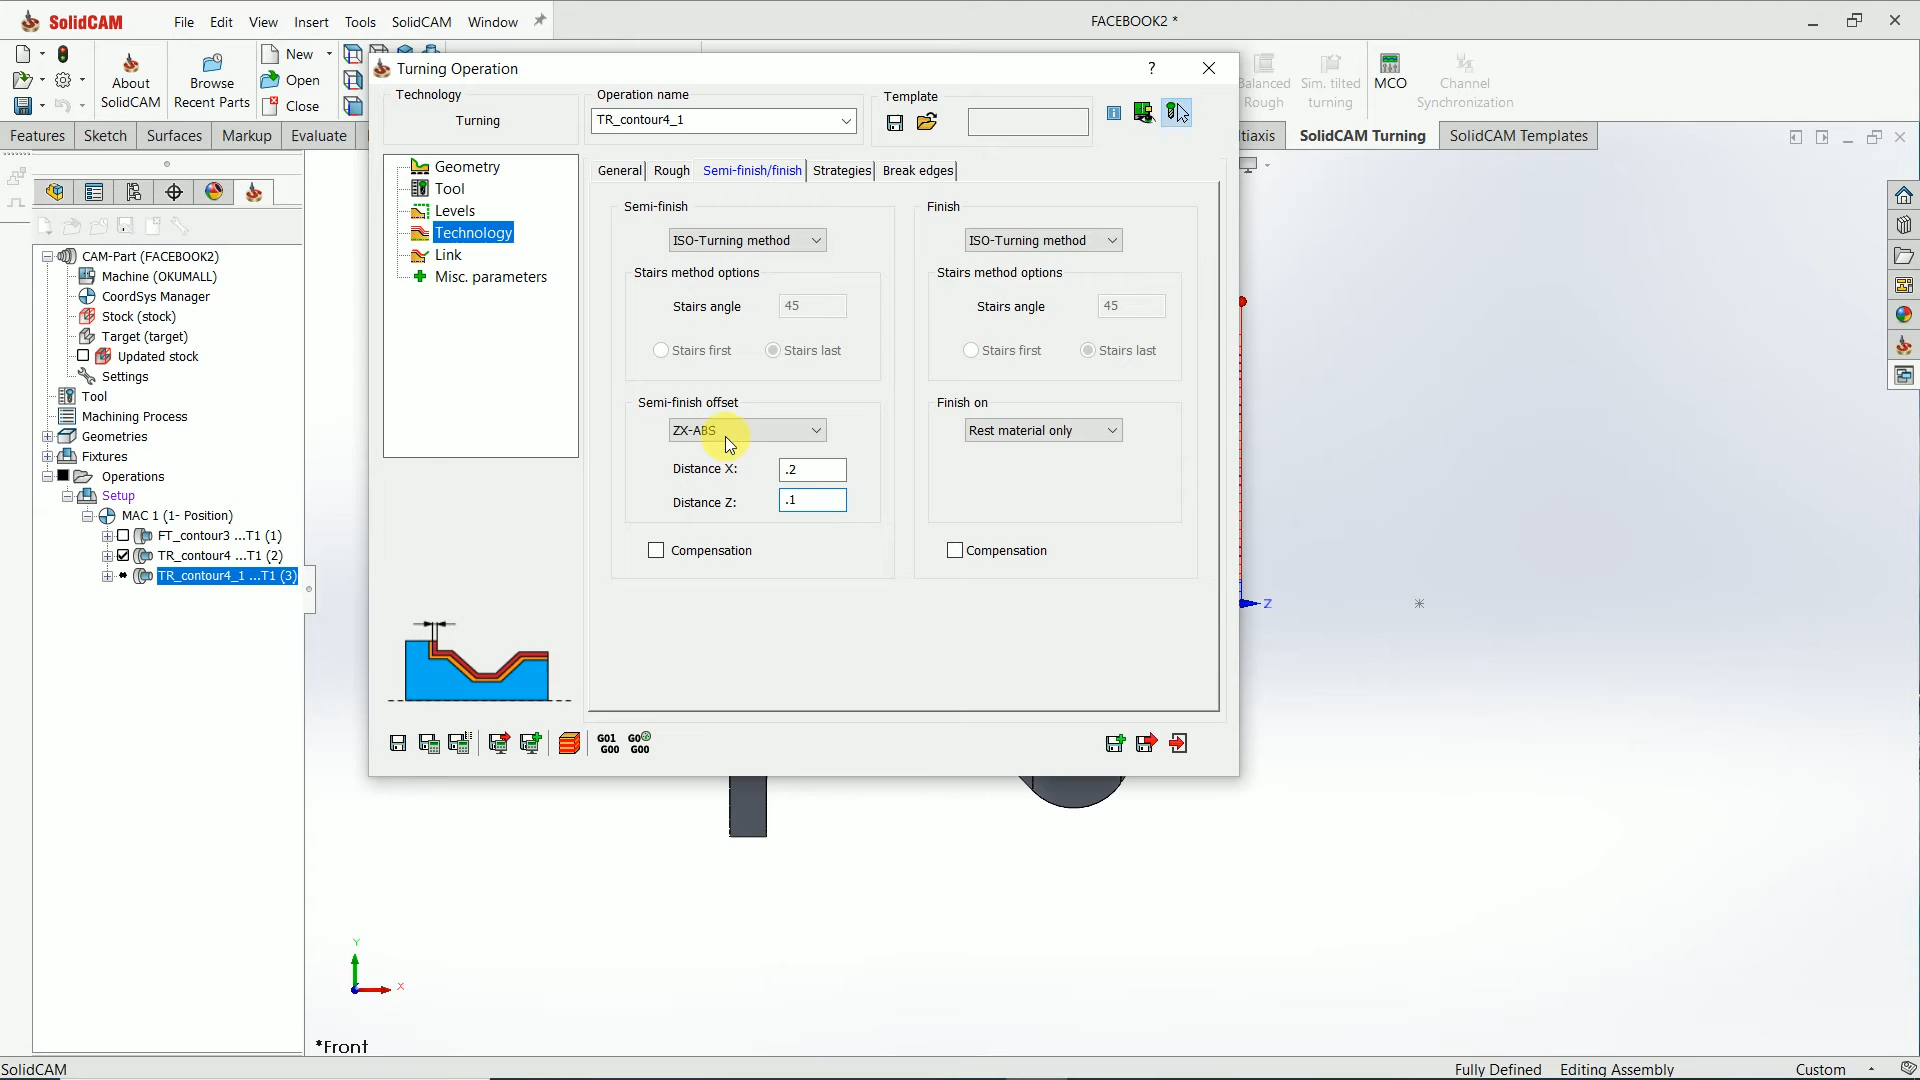 SolidCAM
File Edit View Insert Tools SolidCAM Window
FACEBOOK2 *
New
Open
Close
About
SolidCAM
Browse
Recent Parts
Balanced
Rough
Sim. tilted
turning
MCO
Channel
Synchronization
Features Sketch Surfaces Markup Evaluate
SolidCAM Turning SolidCAM Templates
CAM-Part (FACEBOOK2)
Machine (OKUMALL)
CoordSys Manager
Stock (stock)
Target (target)
Updated stock
Settings
Tool
Machining Process
Geometries
Fixtures
Operations
Setup
MAC 1 (1- Position)
FT_contour3 ...T1 (1)
TR_contour4 ...T1 (2)
TR_contour4_1 ...T1 (3)
Turning Operation
?
Technology
Turning
Operation name
TR_contour4_1
Template
Geometry
Tool
Levels
Technology
Link
Misc. parameters
General Rough Semi-finish/finish Strategies Break edges
Semi-finish
ISO-Turning method
Stairs method options
Stairs angle 45
Stairs first Stairs last
Semi-finish offset
ZX-ABS
Distance X: .2
Distance Z: .1
Compensation
Finish
ISO-Turning method
Stairs method options
Stairs angle 45
Stairs first Stairs last
Finish on
Rest material only
Compensation
G01
G00
G00
Z
Y
X
*Front
SolidCAM
Fully Defined Editing Assembly Custom